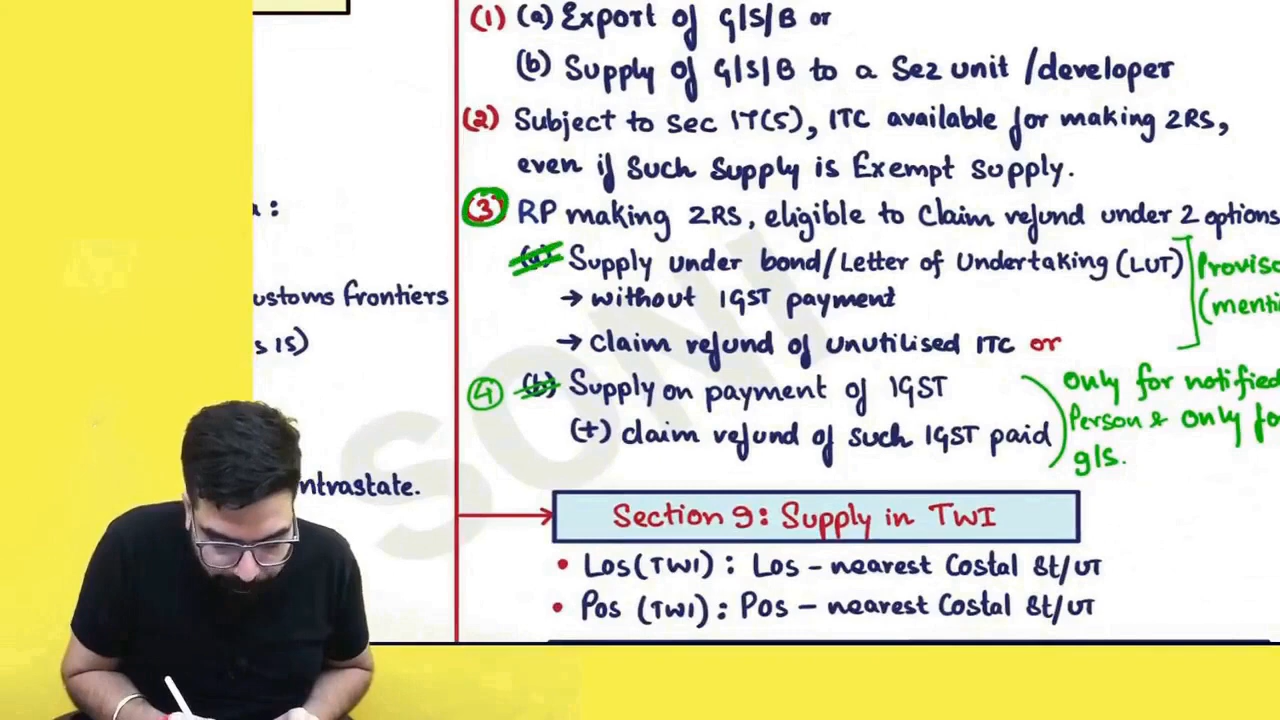 (1) (a) Export of G/S/B or
(b) Supply of G/S/B to a SEZ unit/developer
(2) Subject to Sec 17(5), ITC available for making ZRS,
even if Such Supply is Exempt Supply.
(3) RP making ZRS, eligible to Claim refund under 2 options
(a) Supply under bond/Letter of Undertaking (LUT)
→ without IGST payment
→ claim refund of unutilised ITC or
Proviso
(menti
(4) (b) Supply on payment of IGST
(+) claim refund of such IGST paid
Only for notified
Person & only fo
g/s.
Section 9: Supply in TWI
• LOS (TWI) : LOS - nearest Costal St/UT
• POS (TWI) : POS - nearest Costal St/UT
a :
ustoms frontiers
s 15)
ntrastate.
SONI